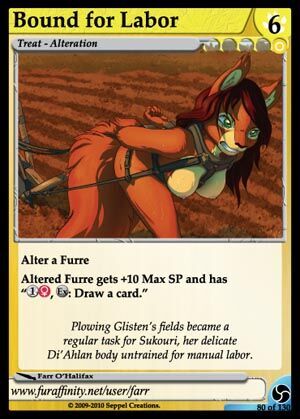 Bound for Labor
6
Treat - Alteration
Alter a Furre
Altered Furre gets +10 Max SP and has
“1, Ex: Draw a card.”
Plowing Glisten's fields became a
regular task for Sukouri, her delicate
Di'Ahlan body untrained for manual labor.
Farr O'Halifax
www.furaffinity.net/user/farr
© 2009-2010 Seppel Creations.
80 of 130